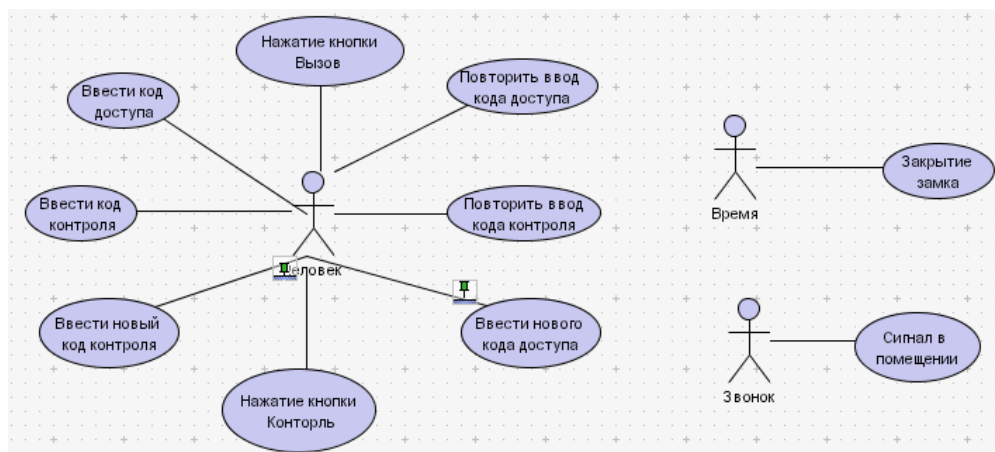 Нажатие кнопки
Вызов
Ввести код
доступа
Повторить ввод
кода доступа
Ввести код
контроля
Повторить ввод
кода контроля
Человек
Ввести новый
код контроля
Ввести нового
кода доступа
Нажатие кнопки
Конторль
Время
Закрытие
замка
Звонок
Сигнал в
помещении